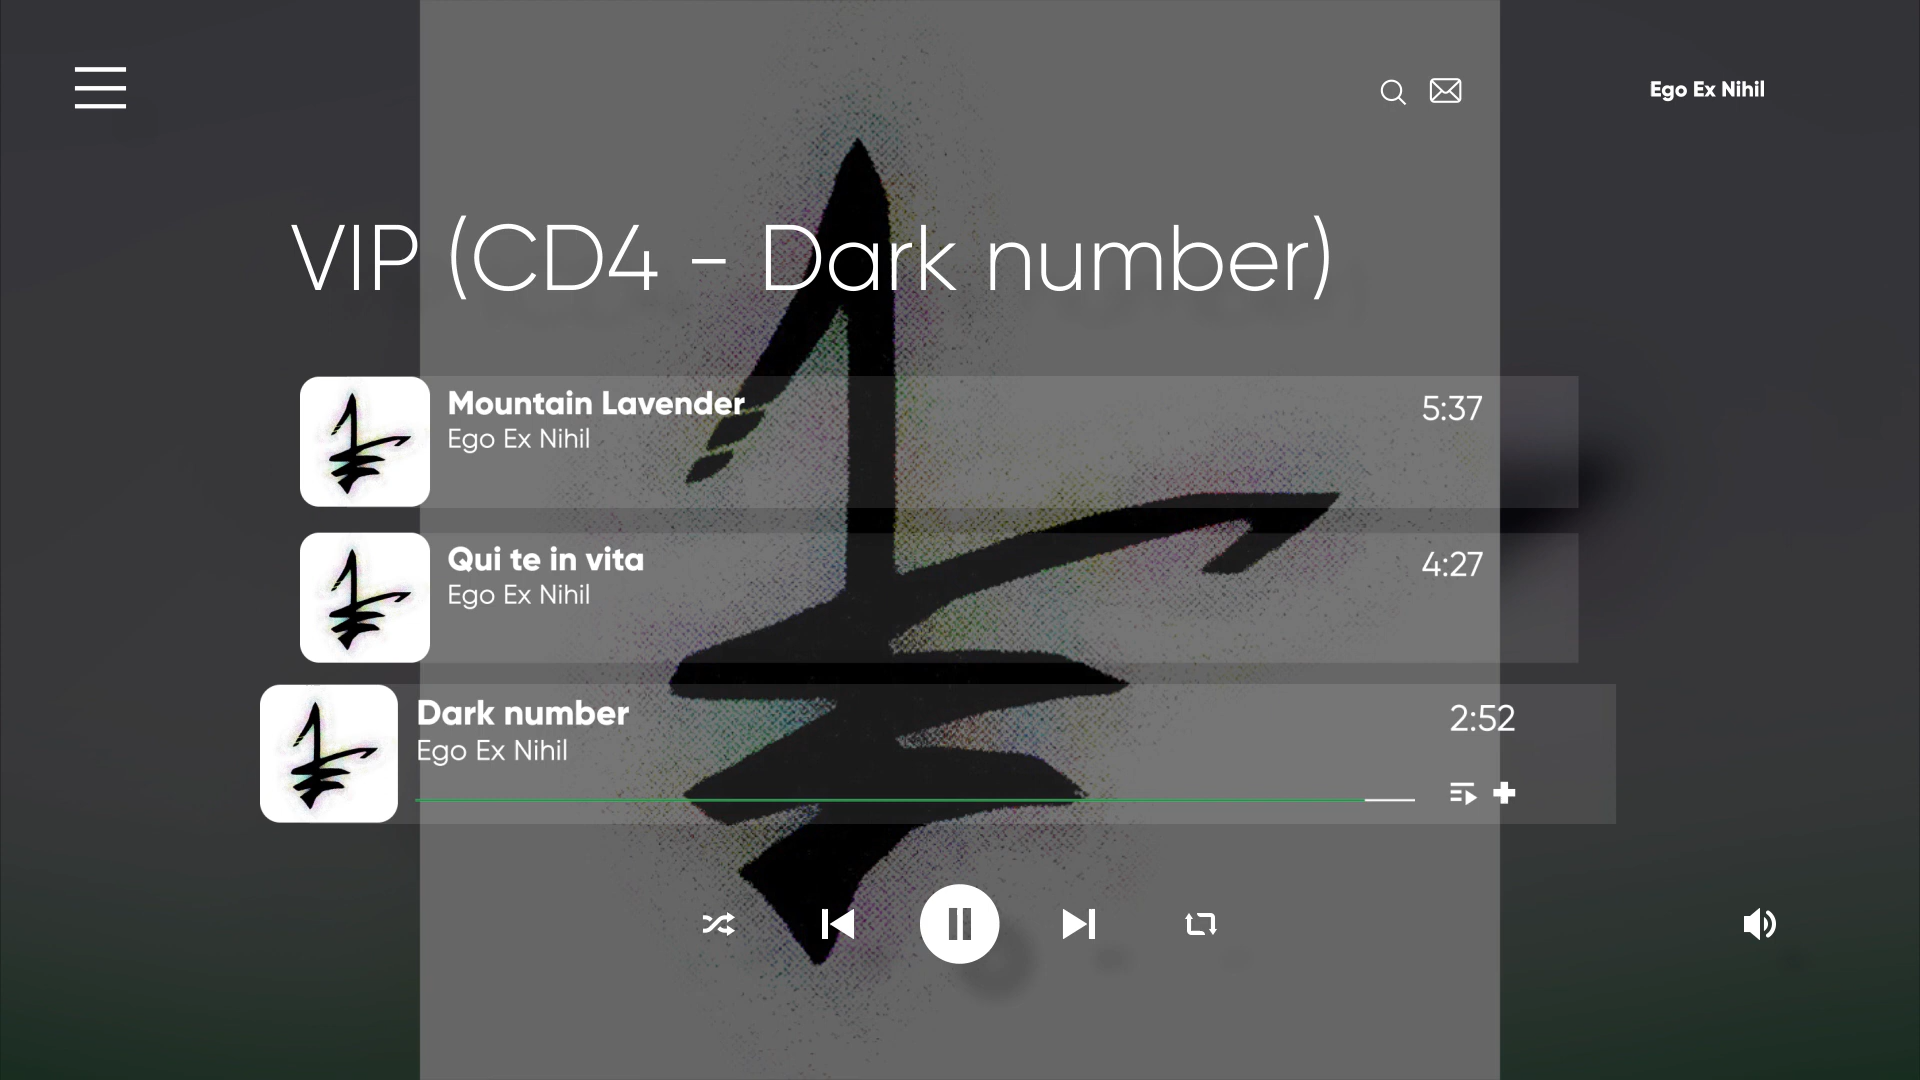 Ego Ex Nihil
VIP (CD4 - Dark number)
Mountain Lavender
Ego Ex Nihil
5:37
Qui te in vita
Ego Ex Nihil
4:27
Dark number
Ego Ex Nihil
2:52